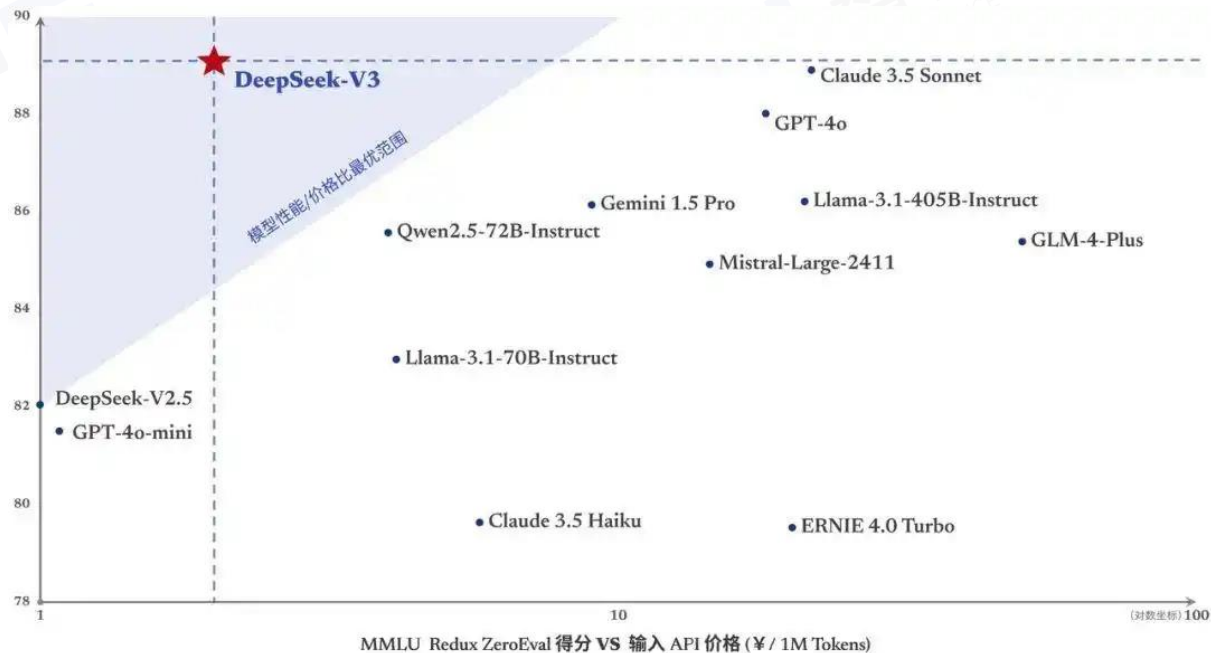 90
DeepSeek-V3
Claude 3.5 Sonnet
88
GPT-4o
模型性能/价格比最优范围
86
Gemini 1.5 Pro
Llama-3.1-405B-Instruct
Qwen2.5-72B-Instruct
GLM-4-Plus
Mistral-Large-2411
84
Llama-3.1-70B-Instruct
82
DeepSeek-V2.5
GPT-4o-mini
80
Claude 3.5 Haiku
ERNIE 4.0 Turbo
78
1
10
(对数坐标) 100
MMLU Redux ZeroEval 得分 VS 输入 API 价格 (¥/ 1M Tokens)